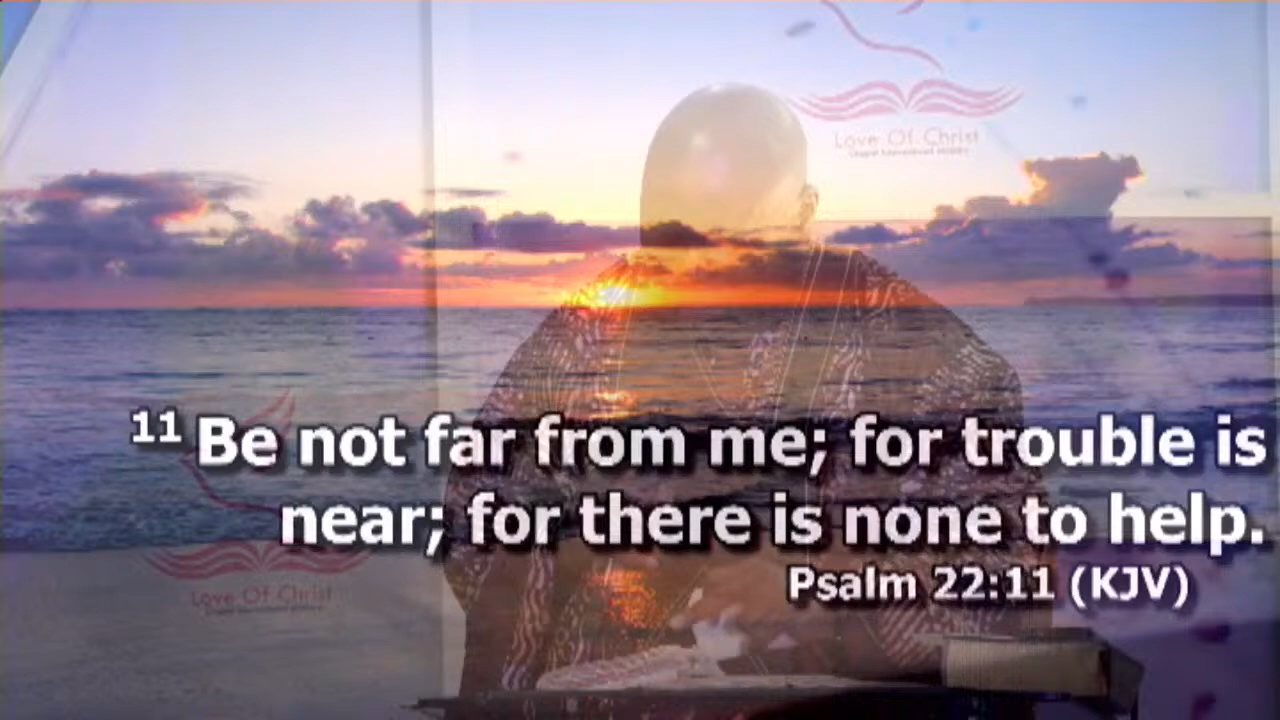 Love Of Christ
11 Be not far from me; for trouble is
near; for there is none to help.
Psalm 22:11 (KJV)
Love Of Christ